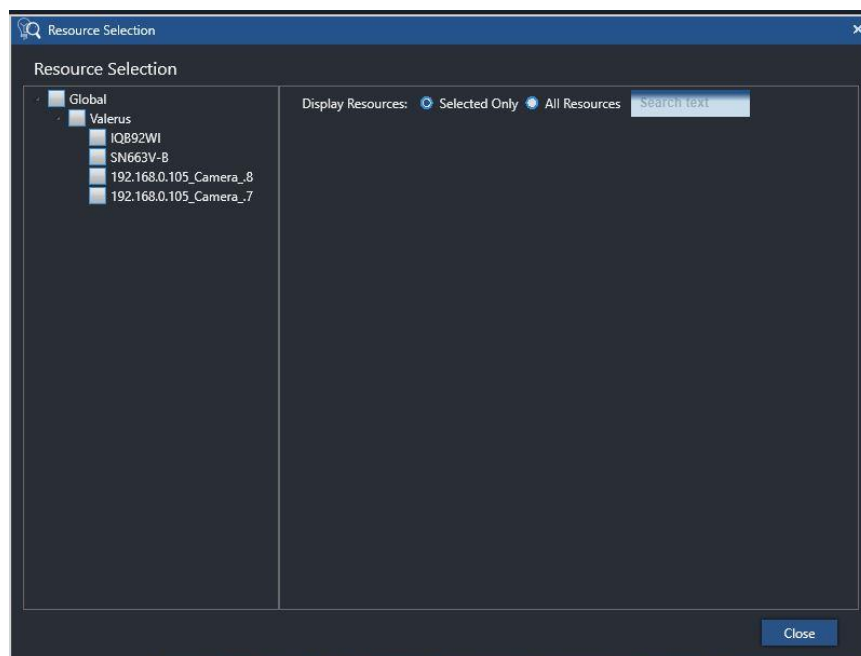 Resource Selection
Resource Selection
Global
Valerus
IQB92WI
SN663V-B
192.168.0.105_Camera_.8
192.168.0.105_Camera_.7
Display Resources: Selected Only All Resources Search text
Close